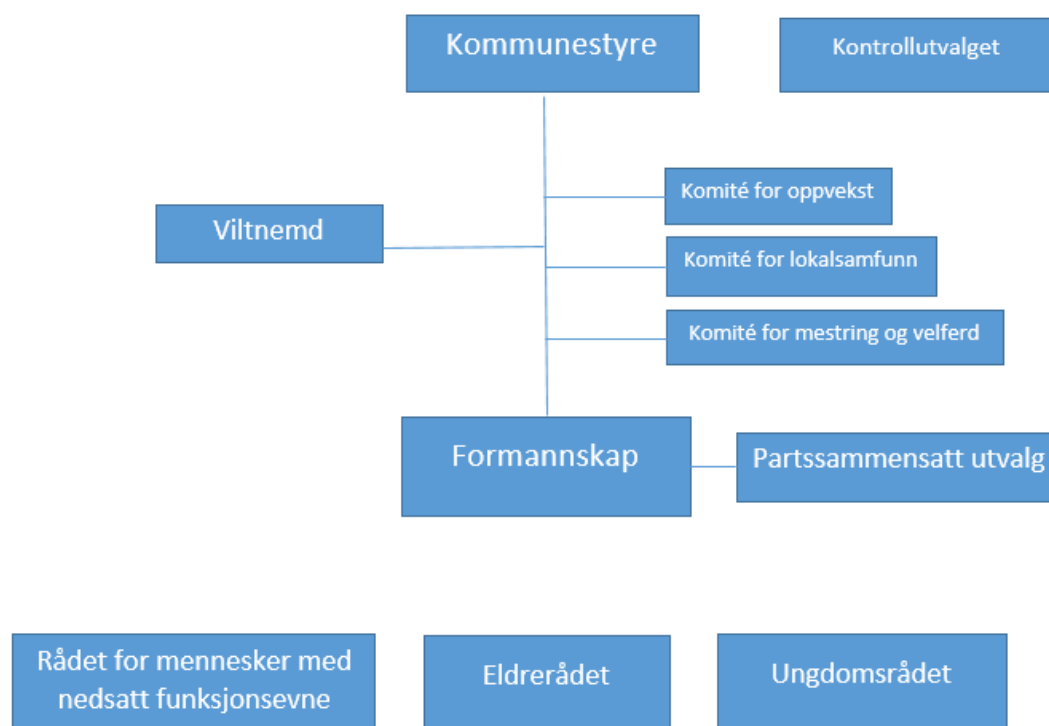 Kommunestyre
Kontrollutvalget
Komité for oppvekst
Viltnemd
Komité for lokalsamfunn
Komité for mestring og velferd
Formannskap
Partssammensatt utvalg
Rådet for mennesker med
nedsatt funksjonsevne
Eldrerådet
Ungdomsrådet